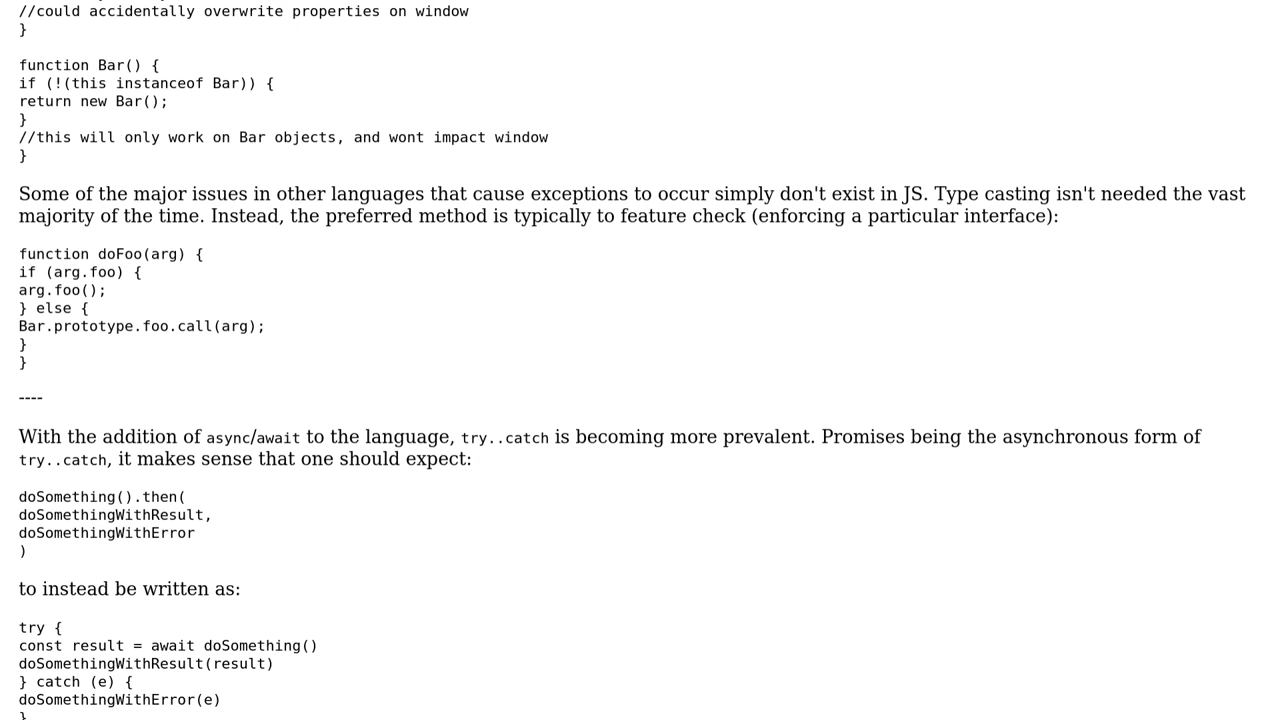 //could accidentally overwrite properties on window
}
function Bar() {
if (!(this instanceof Bar)) {
return new Bar();
}
//this will only work on Bar objects, and wont impact window
}
Some of the major issues in other languages that cause exceptions to occur simply don't exist in JS. Type casting isn't needed the vast
majority of the time. Instead, the preferred method is typically to feature check (enforcing a particular interface):
function doFoo(arg) {
if (arg.foo) {
arg.foo();
} else {
Bar.prototype.foo.call(arg);
}
}
----
With the addition of async/await to the language, try..catch is becoming more prevalent. Promises being the asynchronous form of
try..catch, it makes sense that one should expect:
doSomething().then(
doSomethingWithResult,
doSomethingWithError
)
to instead be written as:
try {
const result = await doSomething()
doSomethingWithResult(result)
} catch (e) {
doSomethingWithError(e)
}